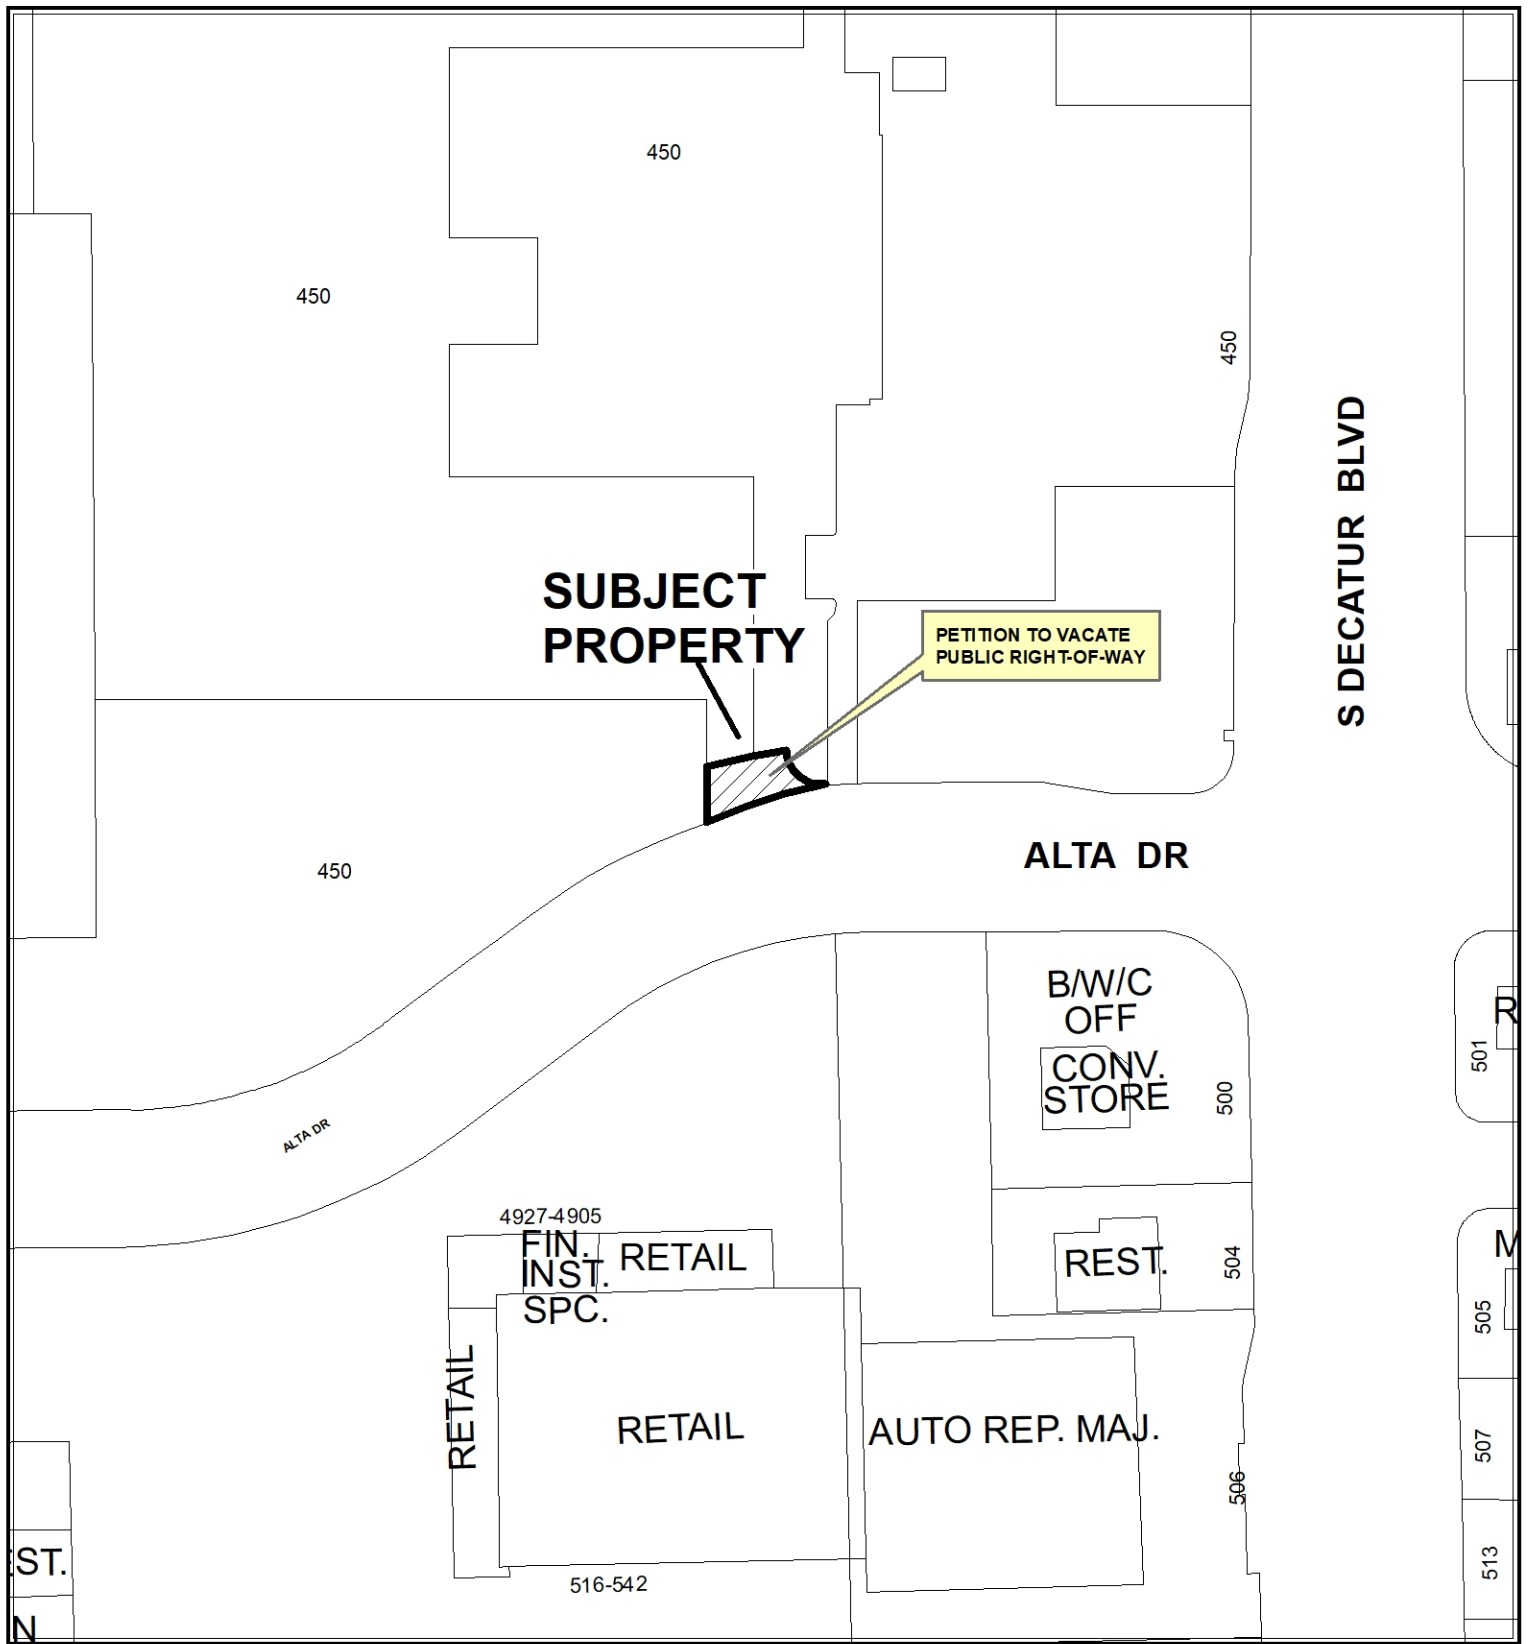 450
450
450
S DECATUR BLVD
SUBJECT
PROPERTY
PETITION TO VACATE
PUBLIC RIGHT-OF-WAY
ALTA DR
450
B/W/C
OFF
CONV.
STORE
500
R
501
ALTA DR
4927-4905
FIN.
INST.
SPC.
RETAIL
REST.
504
M
505
RETAIL
RETAIL
AUTO REP. MAJ.
506
507
ST.
516-542
513
N